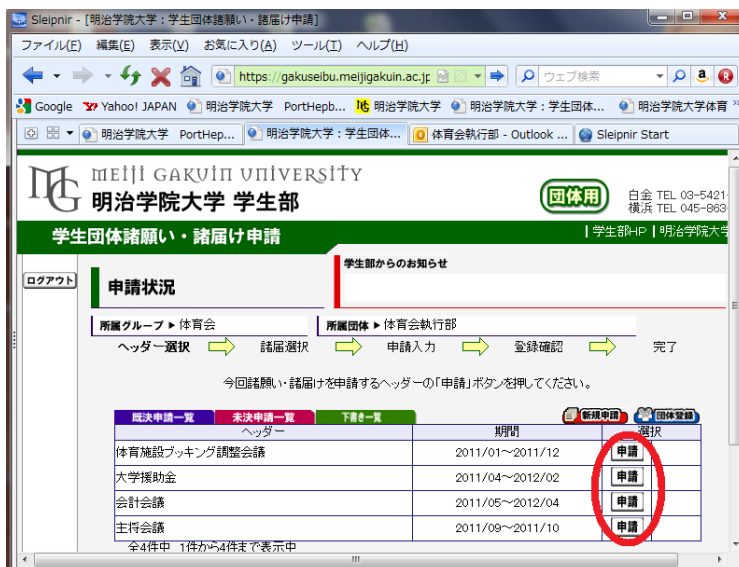 Sleipnir - [明治学院大学：学生団体諸願い・諸届け申請]
ファイル(F) 編集(E) 表示(V) お気に入り(A) ツール(T) ヘルプ(H)
https://gakuseibu.meijigakuin.ac.jp ウェブ検索
Google Yahoo! JAPAN 明治学院大学 PortHepb... 明治学院大学 明治学院大学：学生団体... 明治学院大学体育
明治学院大学 PortHep... 明治学院大学：学生団体... 体育会執行部 - Outlook ... Sleipnir Start
MEIJI GAKUIN UNIVERSITY
明治学院大学 学生部
団体用
白金 TEL 03-5421-
横浜 TEL 045-863
学生団体諸願い・諸届け申請
| 学生部HP | 明治学院大学
ログアウト
申請状況
学生部からのお知らせ
所属グループ ▶ 体育会 所属団体 ▶ 体育会執行部
ヘッダー選択 諸届選択 申請入力 登録確認 完了
今回諸願い・諸届けを申請するヘッダーの「申請」ボタンを押してください。
既決申請一覧 未決申請一覧 下書き一覧 新規申請 団体登録
ヘッダー 期間 選択
体育施設ブッキング調整会議 2011/01～2011/12 申請
大学援助金 2011/04～2012/02 申請
会計会議 2011/05～2012/04 申請
主将会議 2011/09～2011/10 申請
全4件中 1件から4件まで表示中